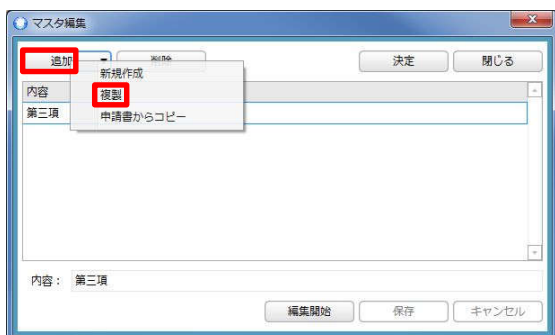 マスタ編集
追加 削除 決定 閉じる
新規作成
内容 複製
第三項 申請書からコピー
内容： 第三項
編集開始 保存 キャンセル